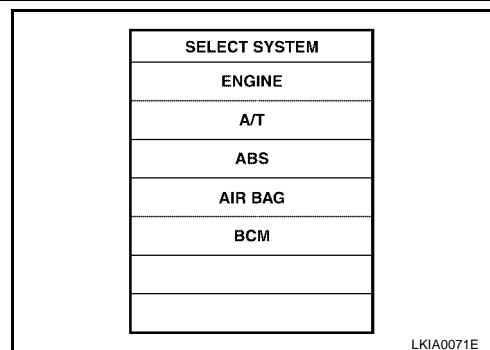 SELECT SYSTEM
ENGINE
A/T
ABS
AIR BAG
BCM
LKIA0071E